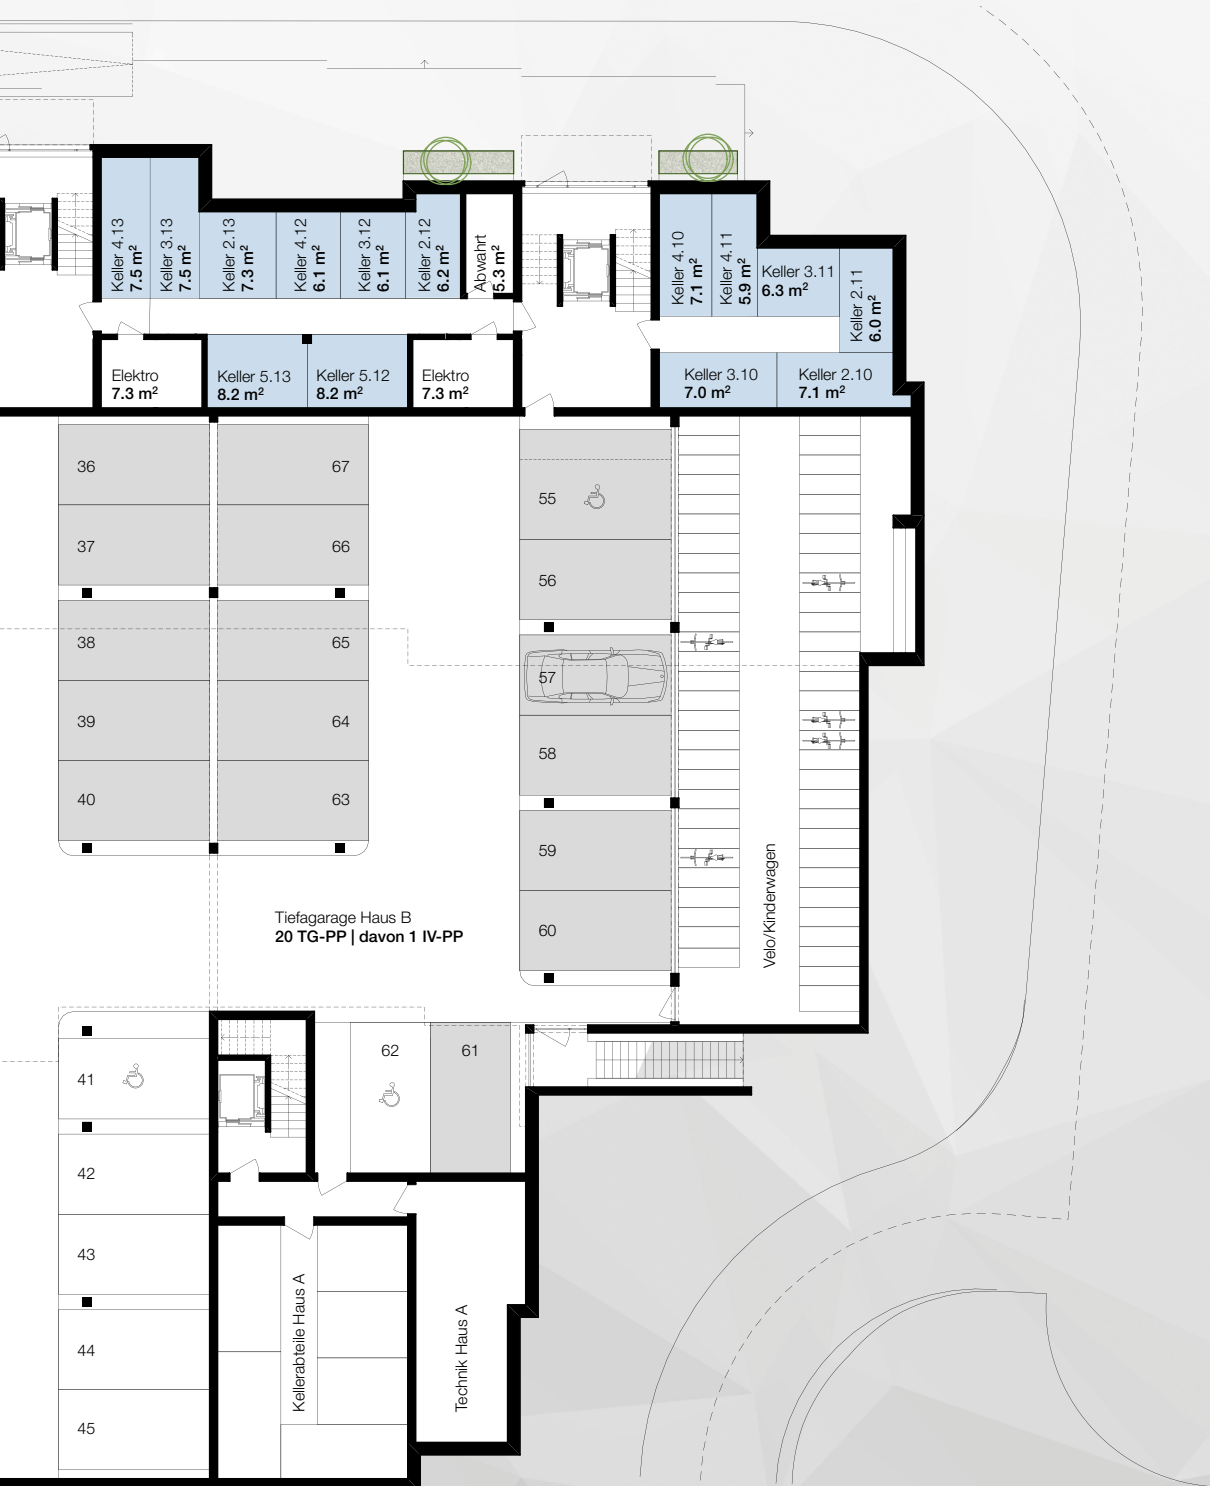 Keller 4.13
7.5 m²
Keller 3.13
7.5 m²
Keller 2.13
7.3 m²
Keller 4.12
6.1 m²
Keller 3.12
6.1 m²
Keller 2.12
6.2 m²
Abwahrt
5.3 m²
Keller 4.10
7.1 m²
Keller 4.11
5.9 m²
Keller 3.11
6.3 m²
Keller 2.11
6.0 m²
Elektro
7.3 m²
Keller 5.13
8.2 m²
Keller 5.12
8.2 m²
Elektro
7.3 m²
Keller 3.10
7.0 m²
Keller 2.10
7.1 m²
36
67
55
37
66
56
38
65
57
39
64
58
40
63
59
60
Velo/Kinderwagen
Tiefagarage Haus B
20 TG-PP | davon 1 IV-PP
41
62
61
42
43
44
45
Kellerabteile Haus A
Technik Haus A